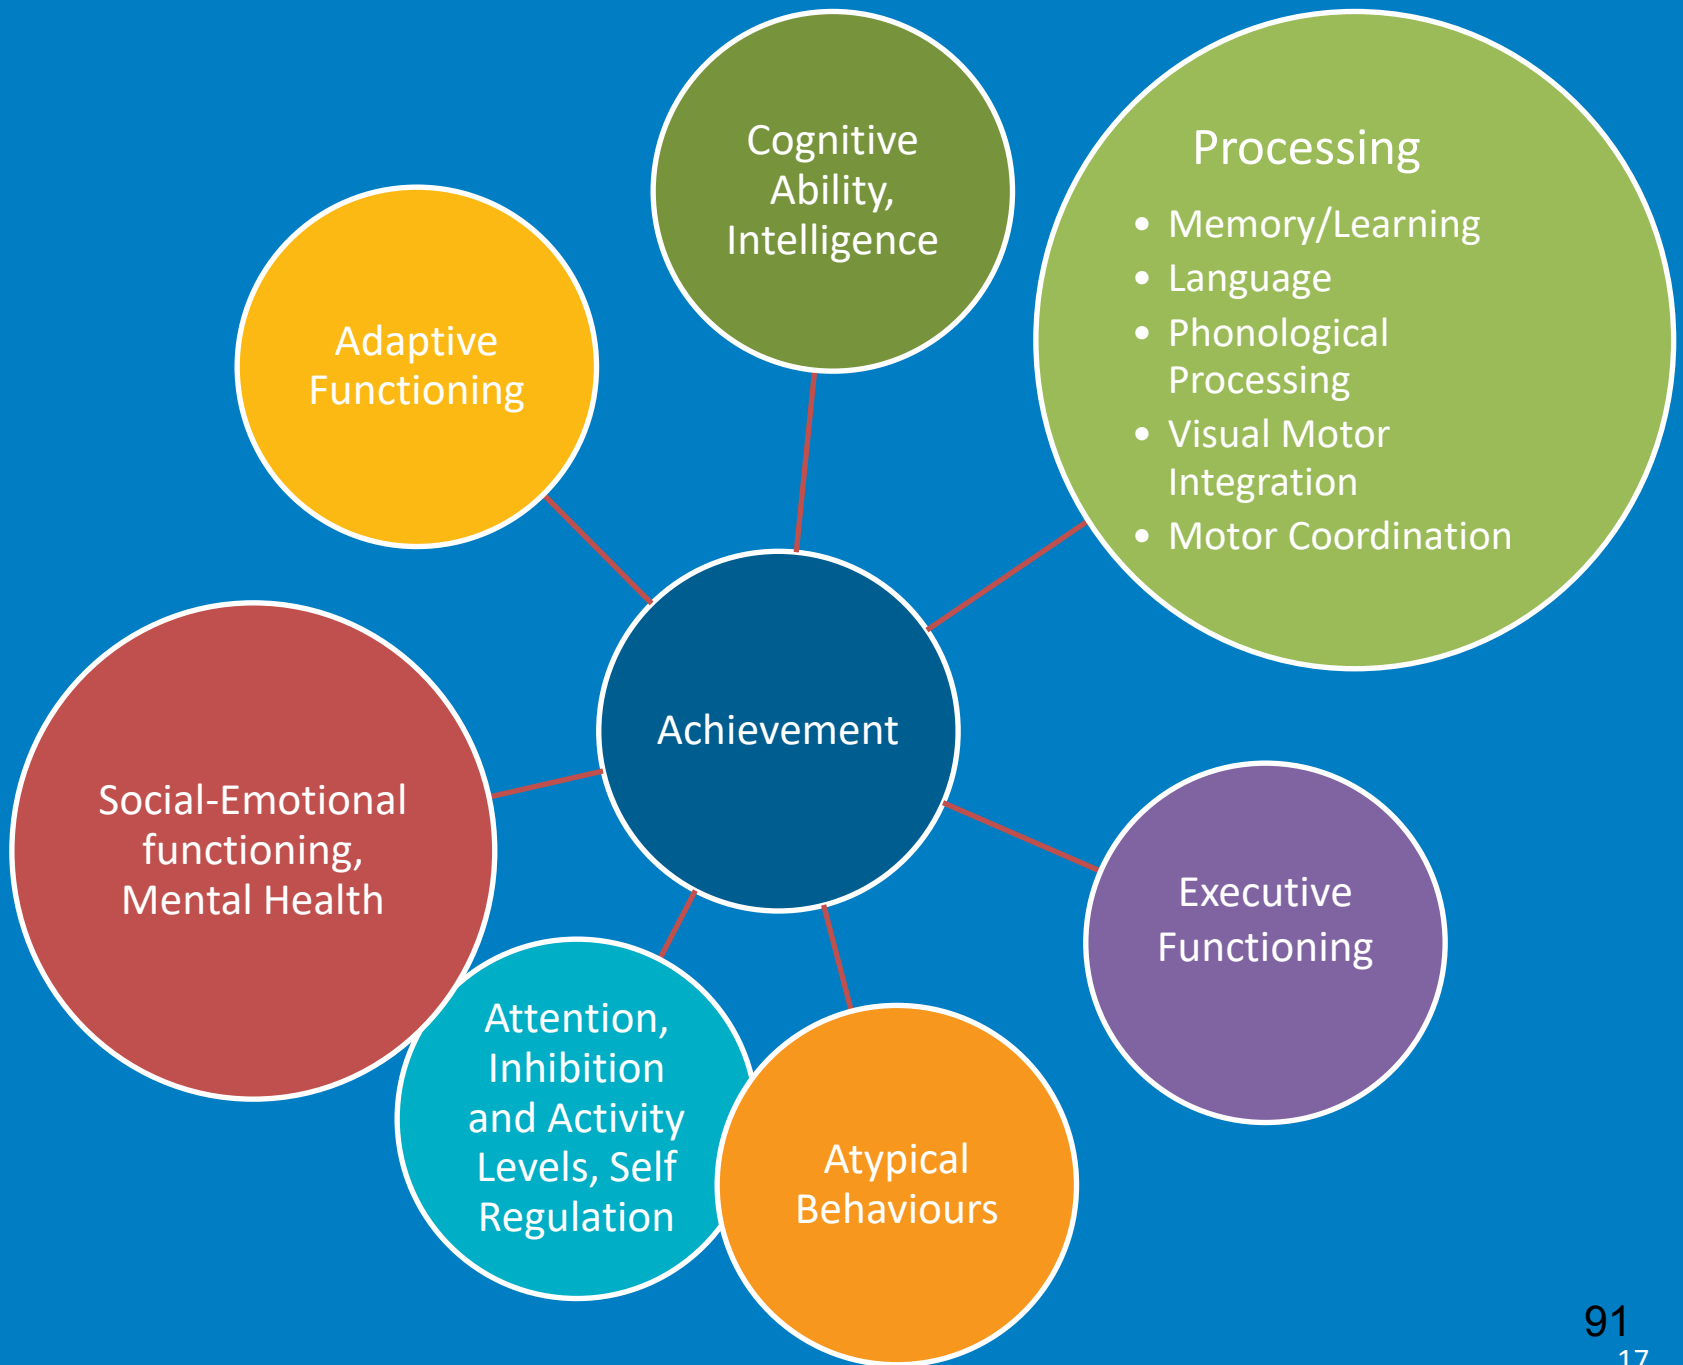 Cognitive
Ability,
Intelligence
Processing
• Memory/Learning
• Language
• Phonological
Processing
• Visual Motor
Integration
• Motor Coordination
Adaptive
Functioning
Achievement
Social-Emotional
functioning,
Mental Health
Executive
Functioning
Attention,
Inhibition
and Activity
Levels, Self
Regulation
Atypical
Behaviours
91
17